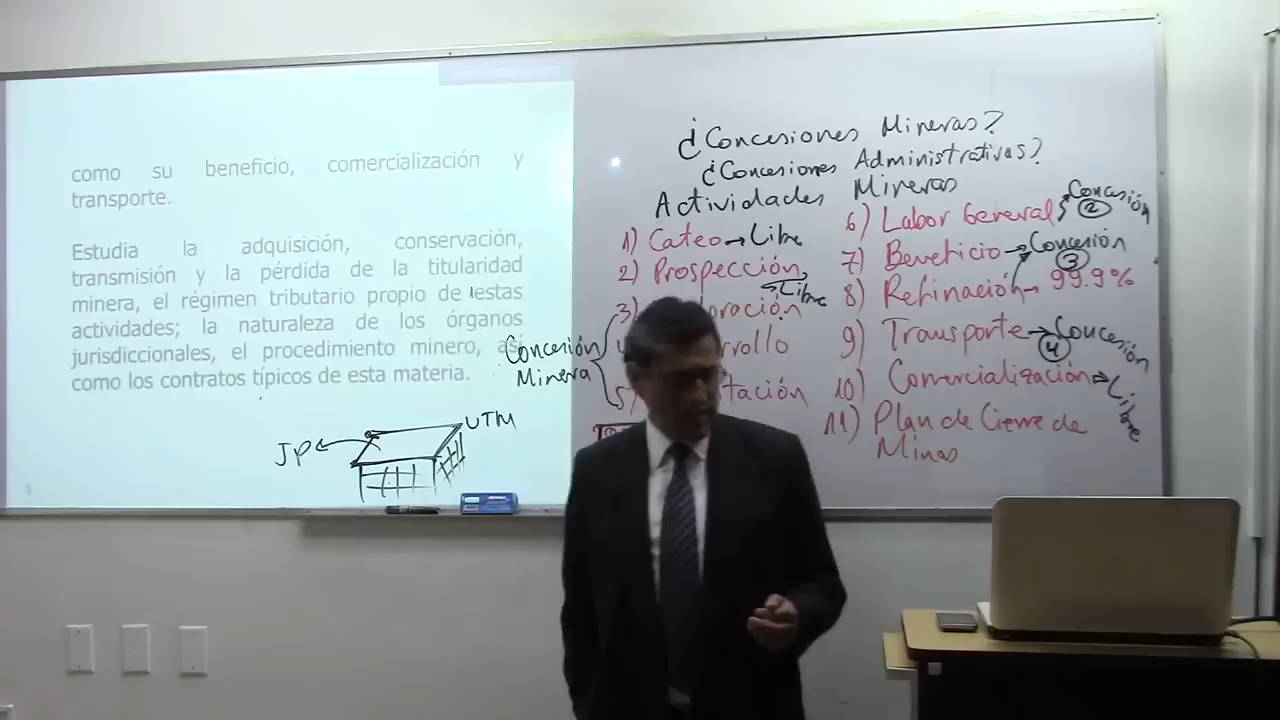 como su beneficio, comercialización y
transporte.
Estudia la adquisición, conservación,
transmisión y la pérdida de la titularidad
minera, el régimen tributario propio de estas
actividades; la naturaleza de los órganos
jurisdiccionales, el procedimiento minero, así
como los contratos típicos de esta materia.
JP
UTM
¿Concesiones Mineras?
¿Concesiones Administrativas?
Actividades Mineras
1) Cateo → Libre
2) Prospección
Libre
3)
5)
Concesión
Minera
6) Labor General
Concesión
2
7) Beneficio → Concesión
3
8) Refinación → 99.9%
9) Transporte → Concesión
4
10) Comercialización → Libre
11) Plan de Cierre de
Minas